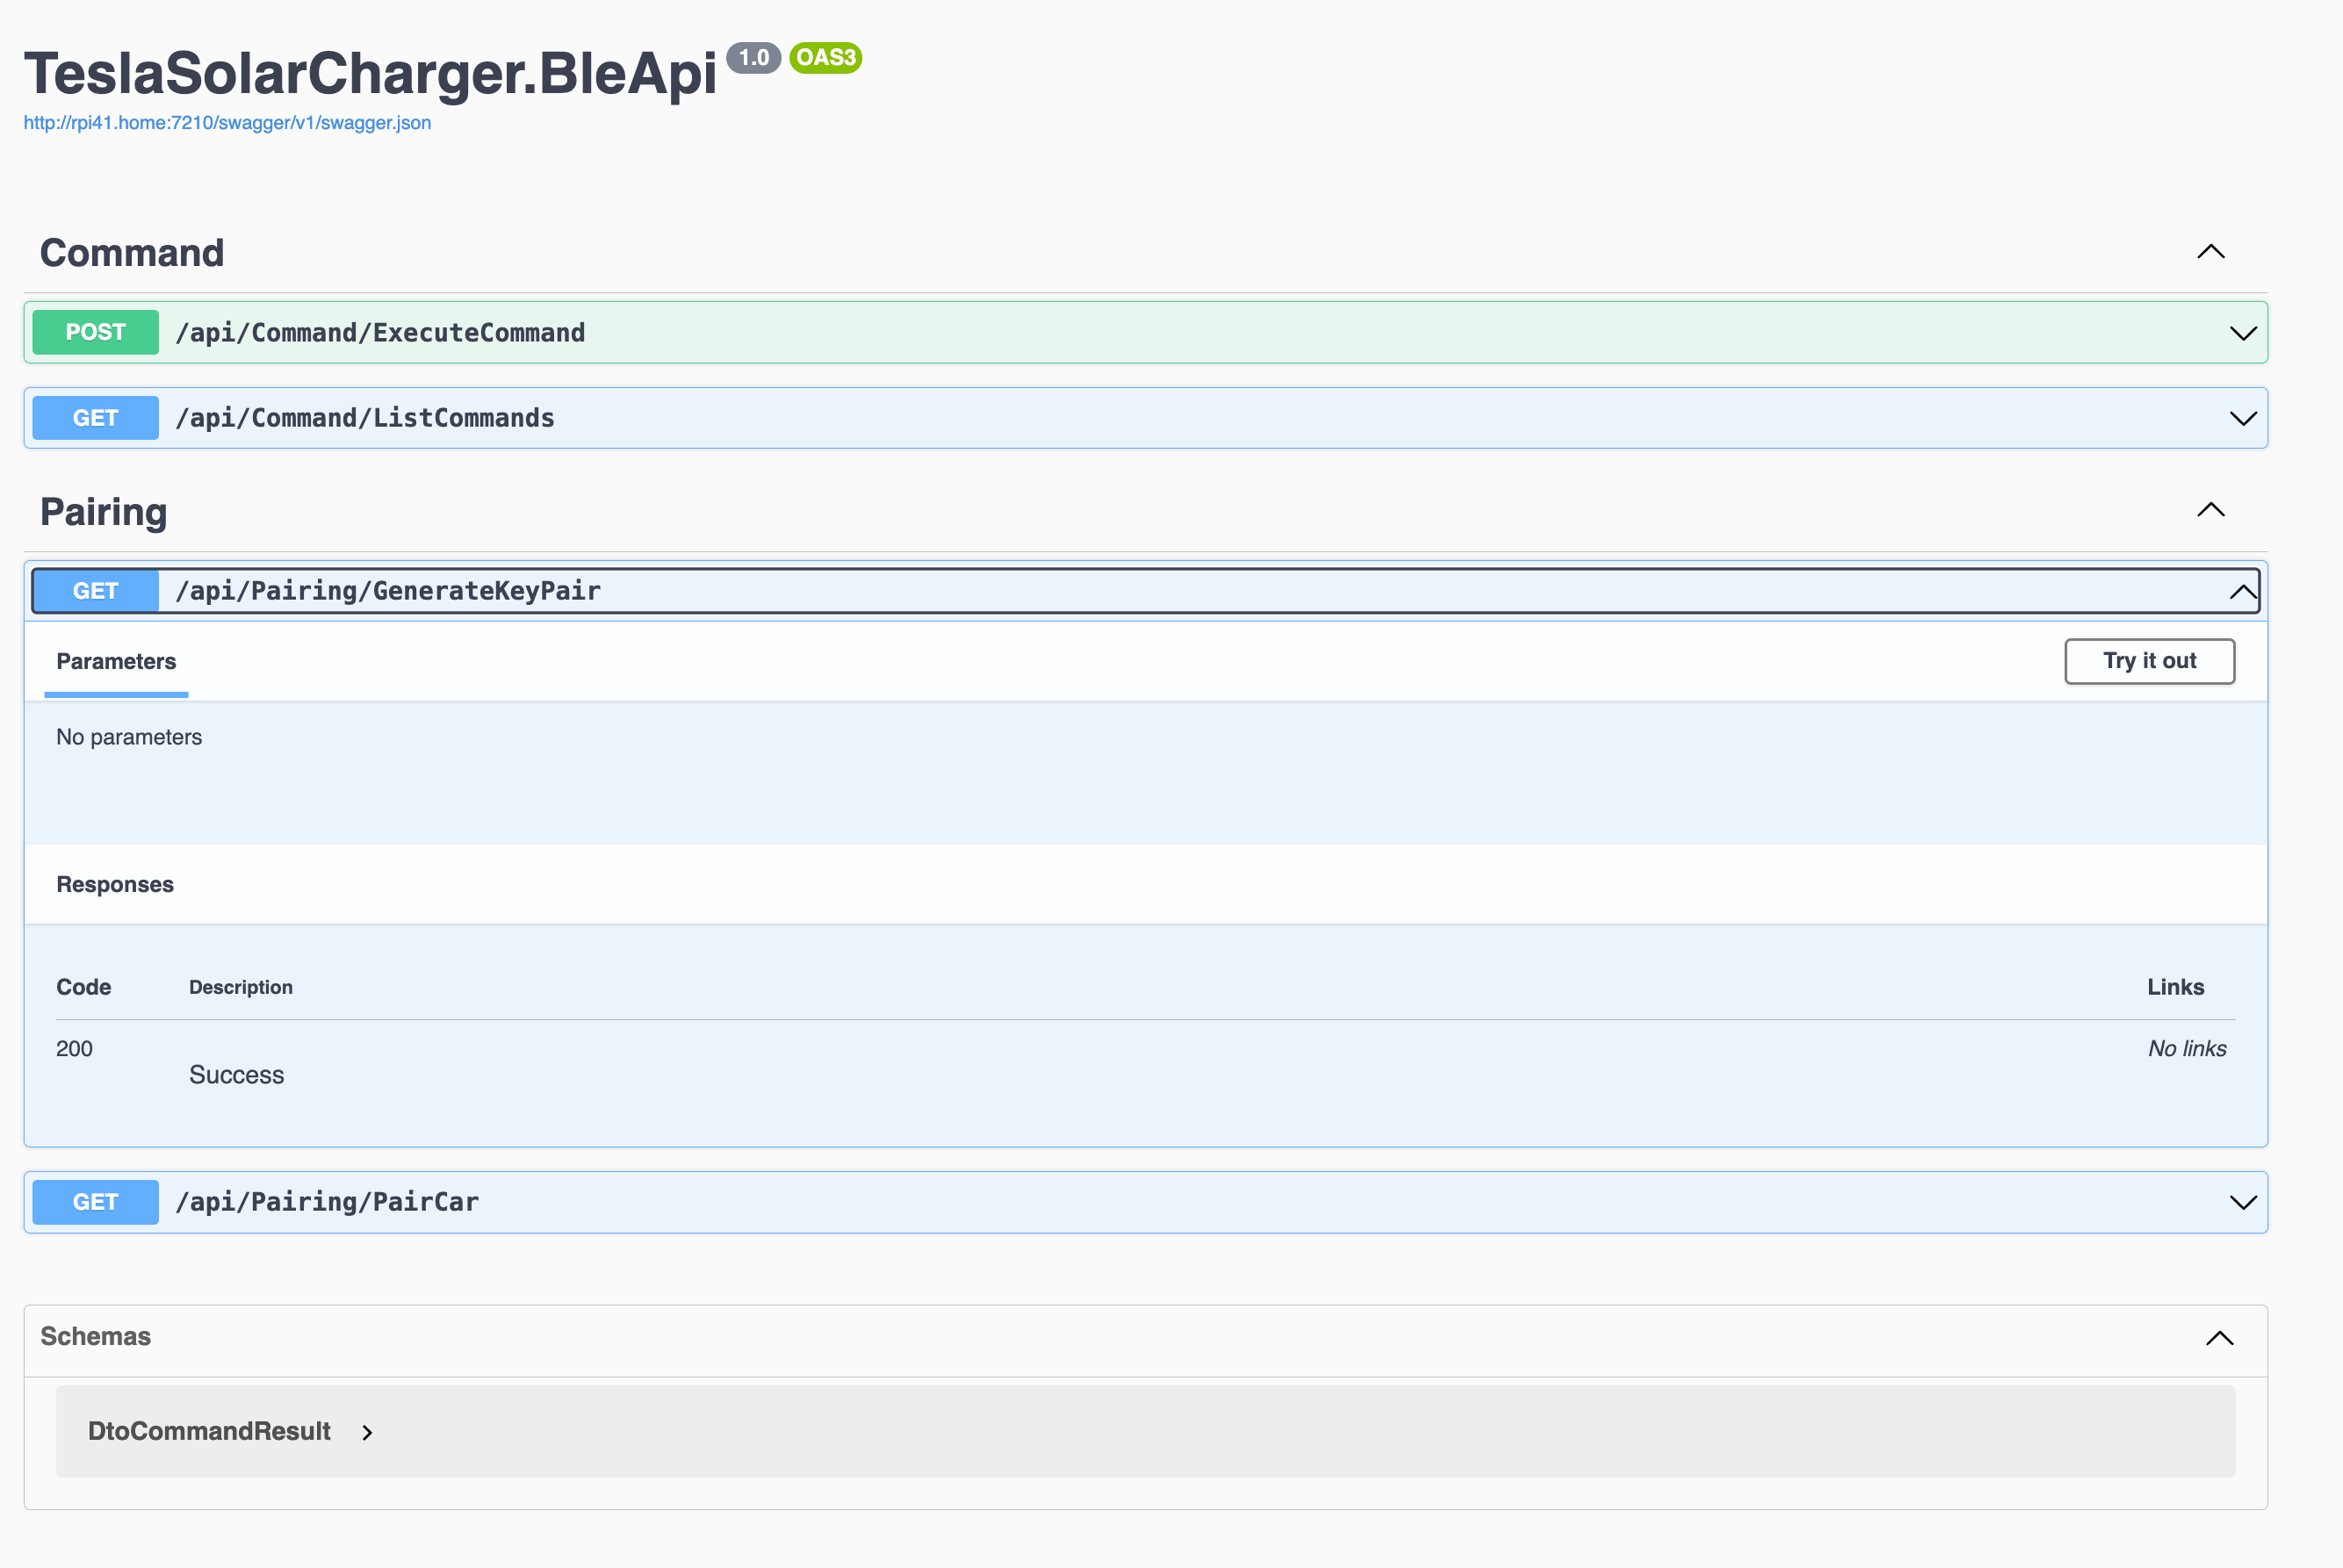 TeslaSolarCharger.BleApi 1.0 OAS3
http://rpi41.home:7210/swagger/v1/swagger.json
Command
POST /api/Command/ExecuteCommand
GET /api/Command/ListCommands
Pairing
GET /api/Pairing/GenerateKeyPair
Parameters Try it out
No parameters
Responses
Code Description Links
200 No links
Success
GET /api/Pairing/PairCar
Schemas
DtoCommandResult